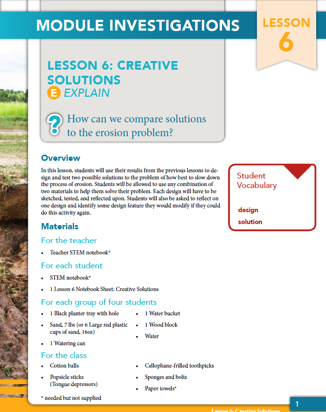 MODULE INVESTIGATIONS
LESSON
6
LESSON 6: CREATIVE
SOLUTIONS
E EXPLAIN
? How can we compare solutions
to the erosion problem?
Overview
In this lesson, students will use their results from the previous lessons to de-
sign and test two possible solutions to the problem of how best to slow down
the process of erosion. Students will be allowed to use any combination of
two materials to help them solve their problem. Each design will have to be
sketched, tested, and reflected upon. Students will also be asked to reflect on
one design and identify some design feature they would modify if they could
do this activity again.
Student
Vocabulary
design
solution
Materials
For the teacher
• Teacher STEM notebook*
For each student
• STEM notebook*
• 1 Lesson 6 Notebook Sheet: Creative Solutions
For each group of four students
• 1 Black planter tray with hole
• Sand, 7 lbs (or 6 Large red plastic
cups of sand, 16oz)
• 1 Watering can
• 1 Water bucket
• 1 Wood block
• Water
For the class
• Cotton balls
• Popsicle sticks
(Tongue depressors)
• Cellophane-frilled toothpicks
• Sponges and bolts
• Paper towels*
* needed but not supplied
1
Lesson 6: Creative Solutions